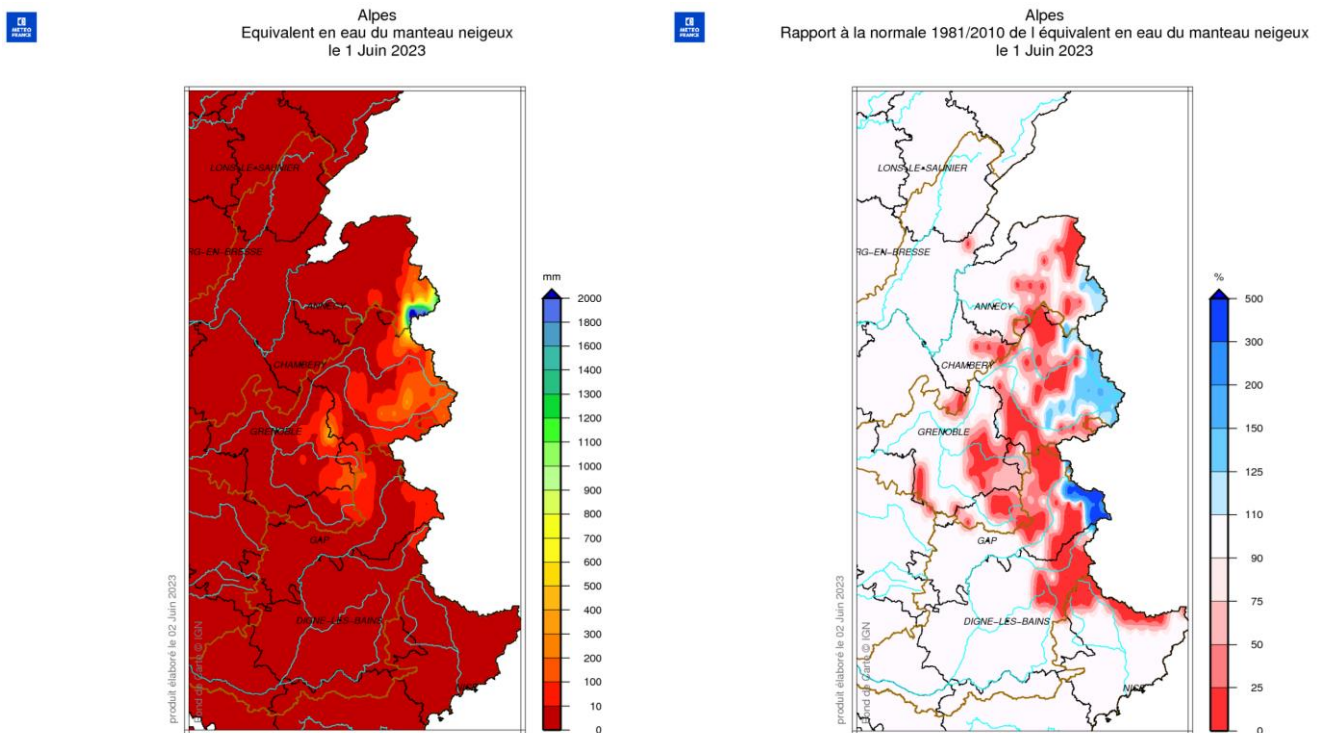 METEO
FRANCE
Alpes
Equivalent en eau du manteau neigeux
le 1 Juin 2023
LONS-LE-SAUNIER
RG-EN-BRESSE
ANNECY
CHAMBERY
GRENOBLE
GAP
DIGNE-LES-BAINS
produit élaboré le 02 Juin 2023
Fond de Carte © IGN
mm
2000
1800
1600
1400
1200
1100
1000
900
800
700
600
500
400
300
200
100
10
0
METEO
FRANCE
Alpes
Rapport à la normale 1981/2010 de l équivalent en eau du manteau neigeux
le 1 Juin 2023
LONS-LE-SAUNIER
RG-EN-BRESSE
ANNECY
CHAMBERY
GRENOBLE
GAP
DIGNE-LES-BAINS
NICE
produit élaboré le 02 Juin 2023
Fond de Carte © IGN
%
500
300
200
150
125
110
90
75
50
25
0